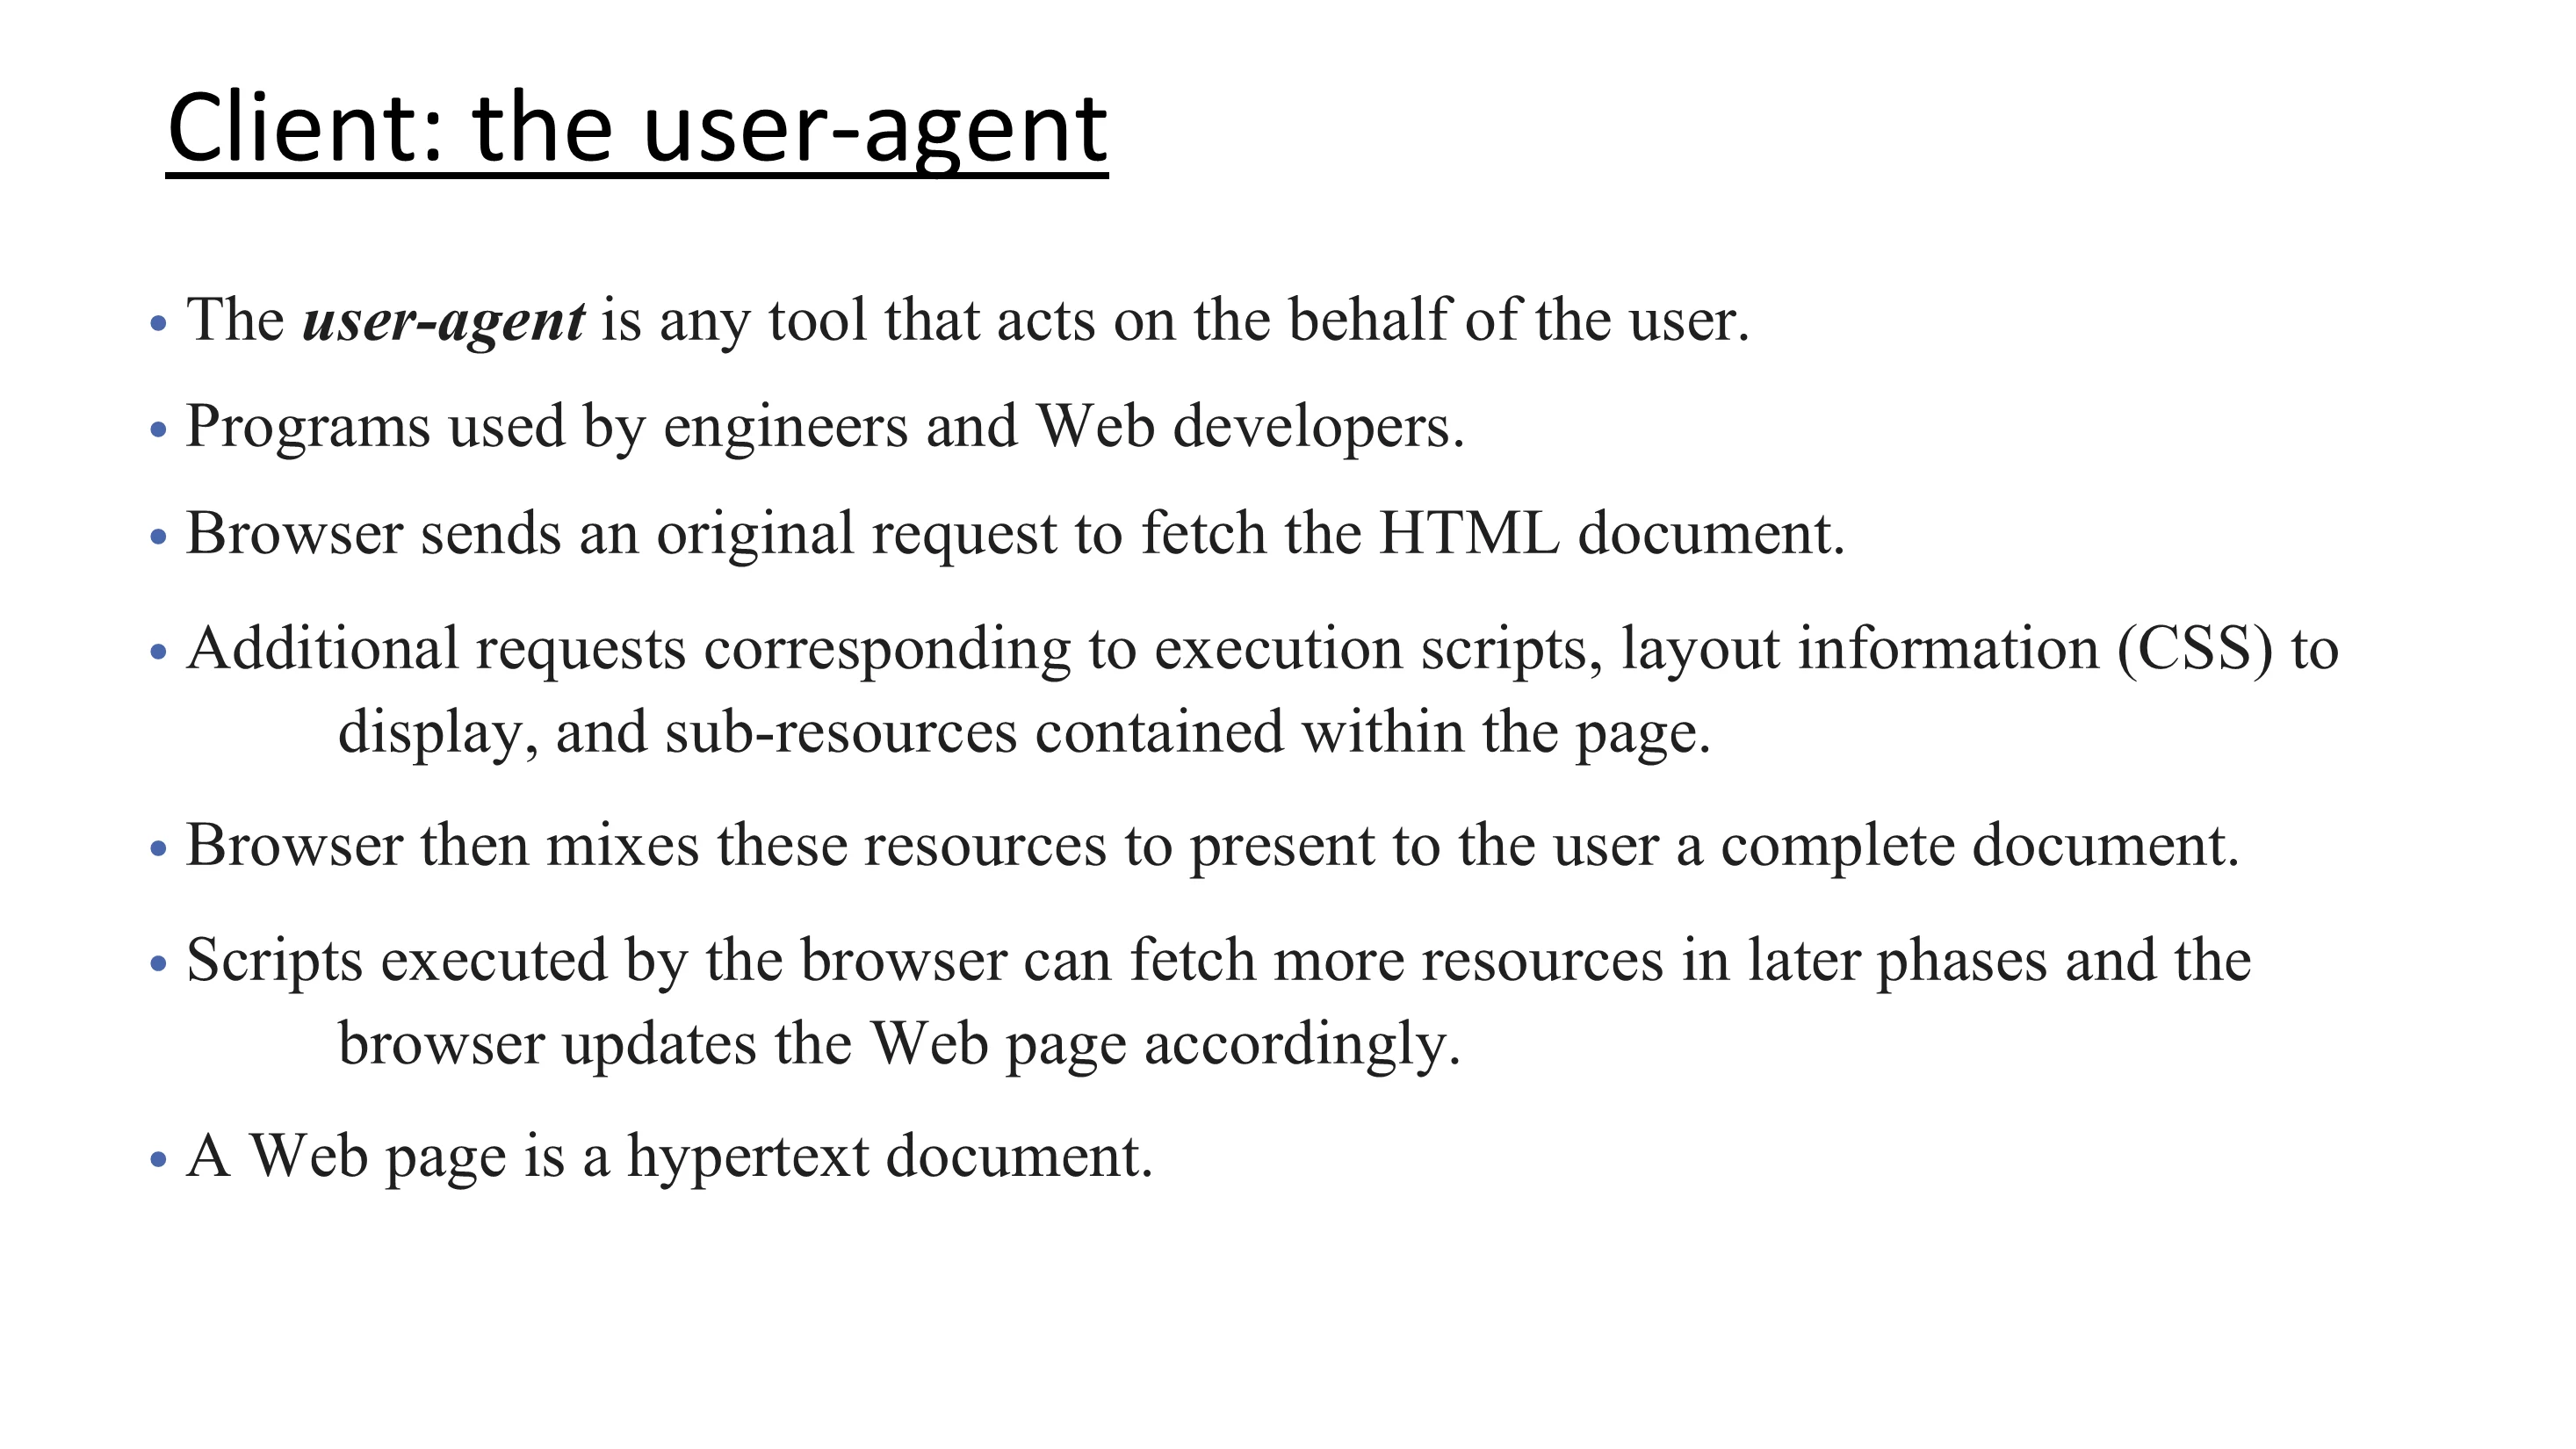 Client: the user-agent
• The user-agent is any tool that acts on the behalf of the user.
• Programs used by engineers and Web developers.
• Browser sends an original request to fetch the HTML document.
• Additional requests corresponding to execution scripts, layout information (CSS) to
display, and sub-resources contained within the page.
• Browser then mixes these resources to present to the user a complete document.
• Scripts executed by the browser can fetch more resources in later phases and the
browser updates the Web page accordingly.
• A Web page is a hypertext document.